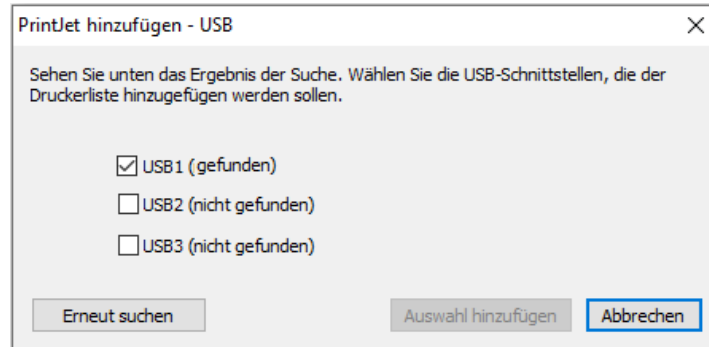 PrintJet hinzufügen - USB
Sehen Sie unten das Ergebnis der Suche. Wählen Sie die USB-Schnittstellen, die der
Druckerliste hinzugefügen werden sollen.
USB1 (gefunden)
USB2 (nicht gefunden)
USB3 (nicht gefunden)
Erneut suchen
Auswahl hinzufügen
Abbrechen